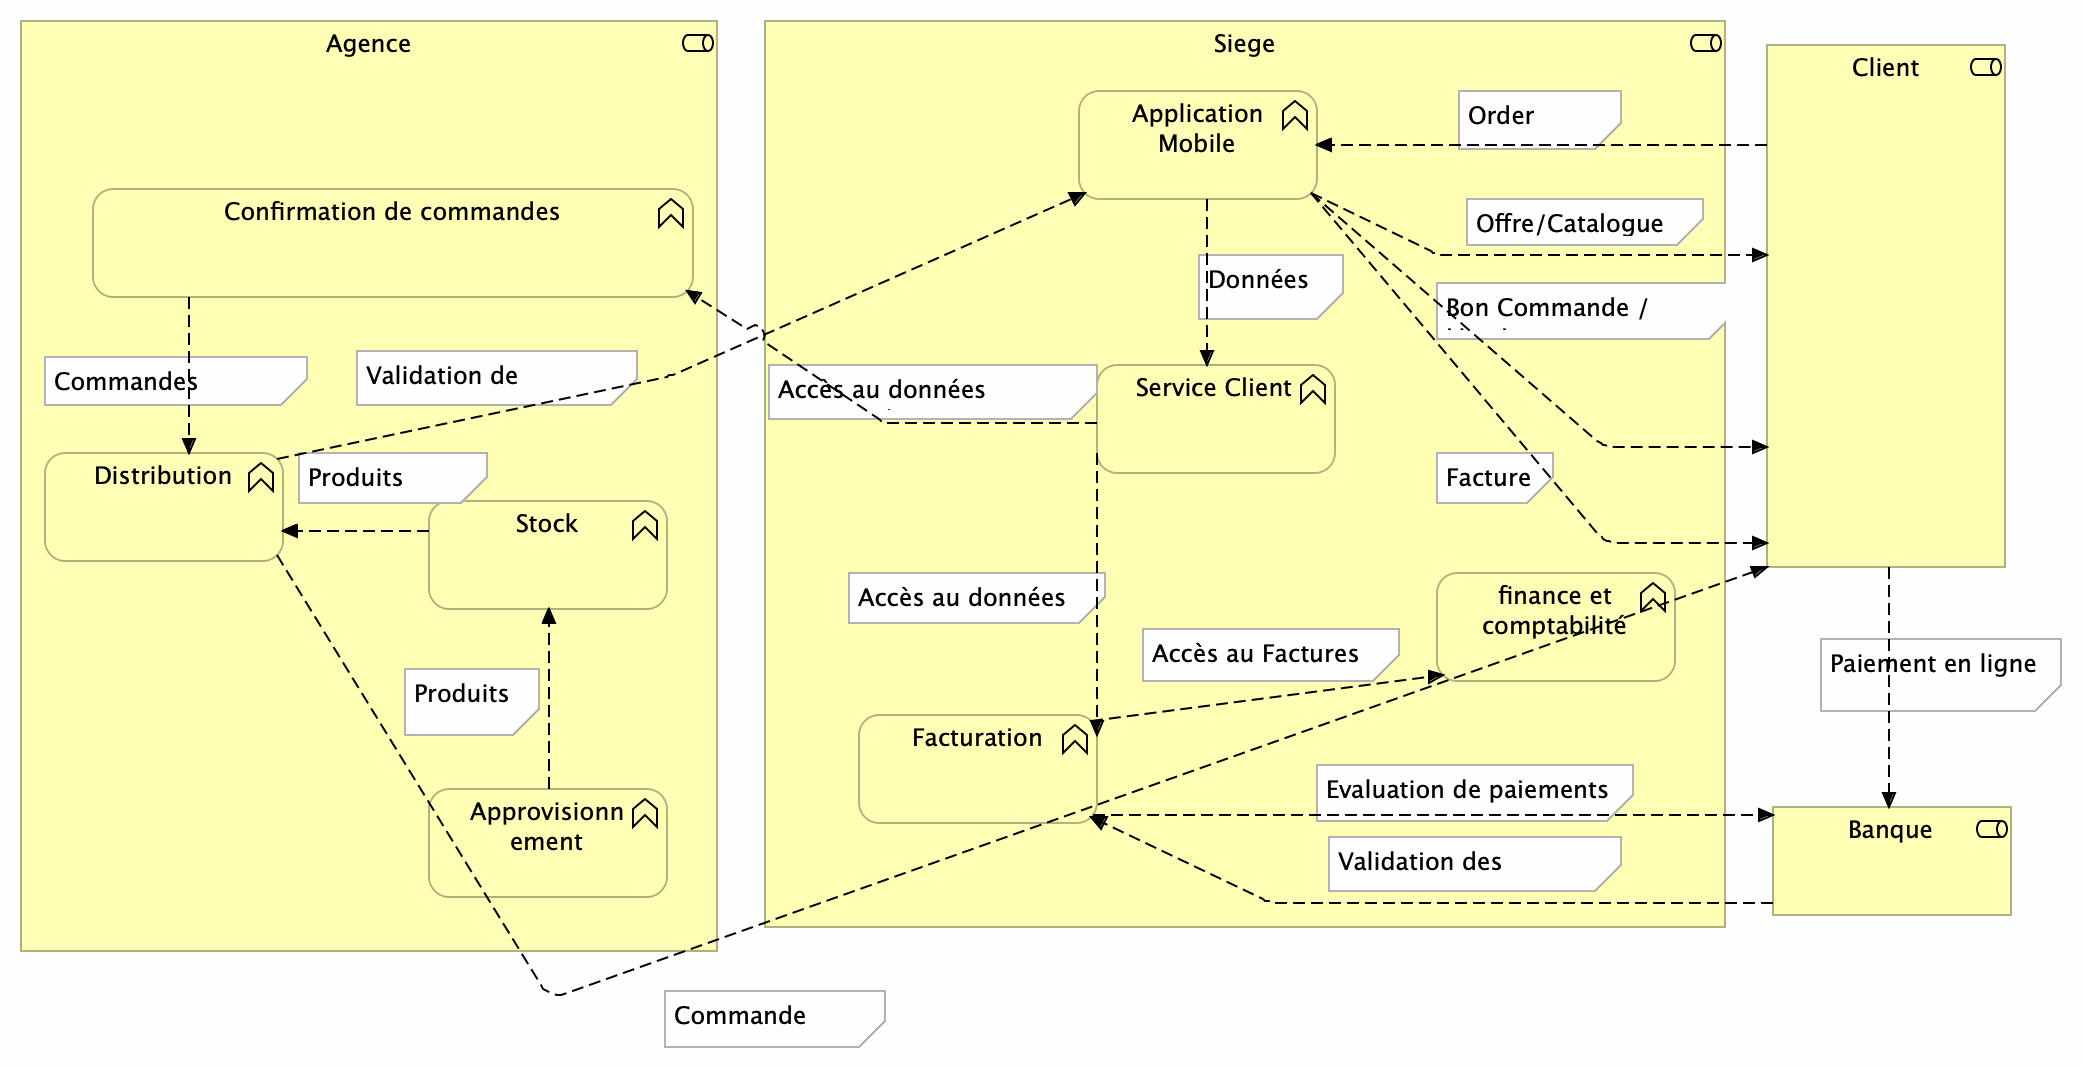 Agence
Confirmation de commandes
Commandes
Validation de
Distribution
Produits
Stock
Produits
Approvisionn
ement
Siege
Application
Mobile
Order
Offre/Catalogue
Données
Bon Commande /
Accès au données
Service Client
Facture
Accès au données
finance et
comptabilité
Accès au Factures
Facturation
Evaluation de paiements
Validation des
Client
Paiement en ligne
Banque
Commande